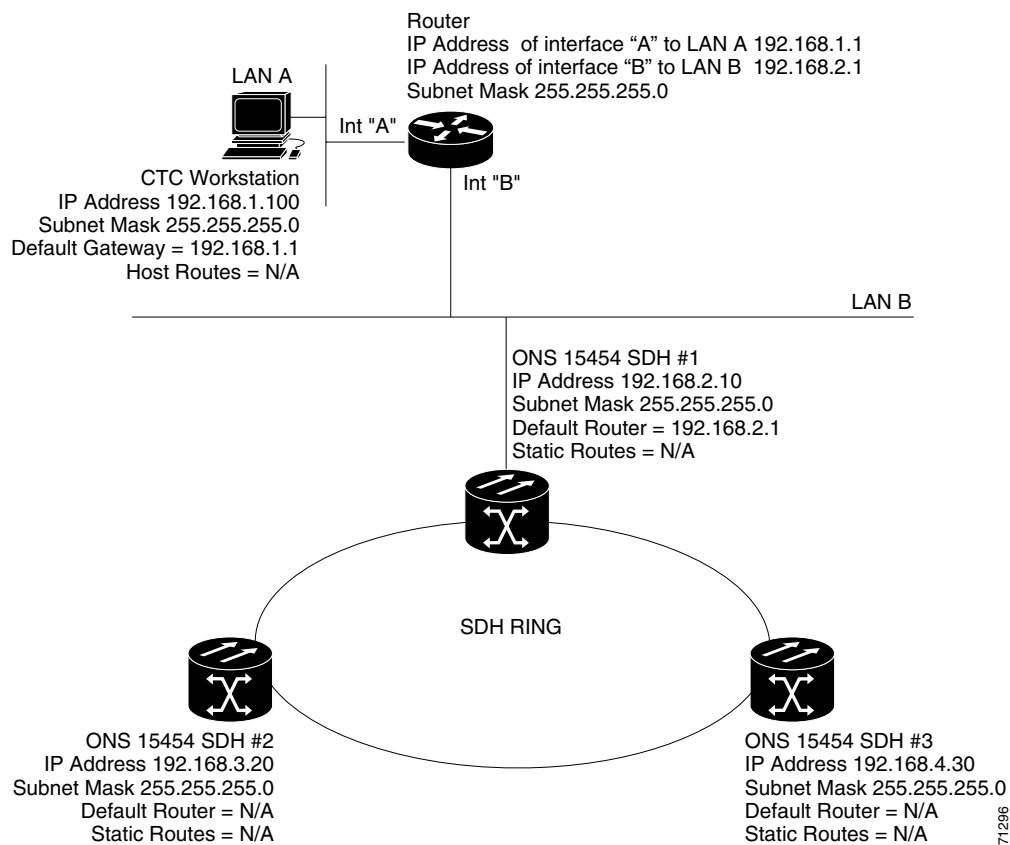 Router
IP Address of interface “A” to LAN A 192.168.1.1
IP Address of interface “B” to LAN B 192.168.2.1
Subnet Mask 255.255.255.0
LAN A
Int "A"
Int "B"
CTC Workstation
IP Address 192.168.1.100
Subnet Mask 255.255.255.0
Default Gateway = 192.168.1.1
Host Routes = N/A
LAN B
ONS 15454 SDH #1
IP Address 192.168.2.10
Subnet Mask 255.255.255.0
Default Router = 192.168.2.1
Static Routes = N/A
SDH RING
ONS 15454 SDH #2
IP Address 192.168.3.20
Subnet Mask 255.255.255.0
Default Router = N/A
Static Routes = N/A
ONS 15454 SDH #3
IP Address 192.168.4.30
Subnet Mask 255.255.255.0
Default Router = N/A
Static Routes = N/A
71296